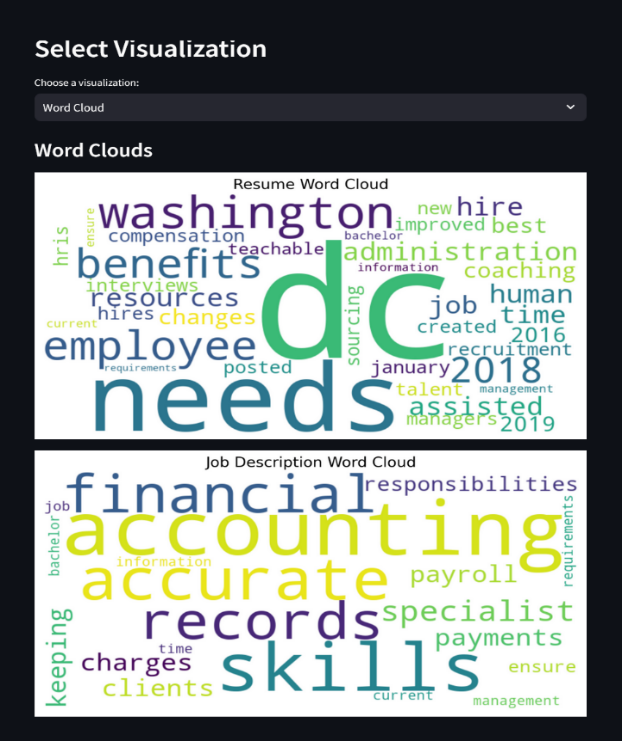 Select Visualization
Choose a visualization:
Word Cloud
Word Clouds
Resume Word Cloud
washington
new
hire
ensure
hris
compensation
bachelor
improved
best
teachable
administration
benefits
information
coaching
interviews
resources
sourcing
job
human
hires
changes
dc
time
current
created
2016
employee
recruitment
requirements
posted
january
2018
needs
talent
management
assisted
managers
2019
Job Description Word Cloud
financial
responsibilities
job
accounting
requirements
bachelor
information
accurate
payroll
records
specialist
keeping
time
payments
charges
skills
ensure
clients
current
management